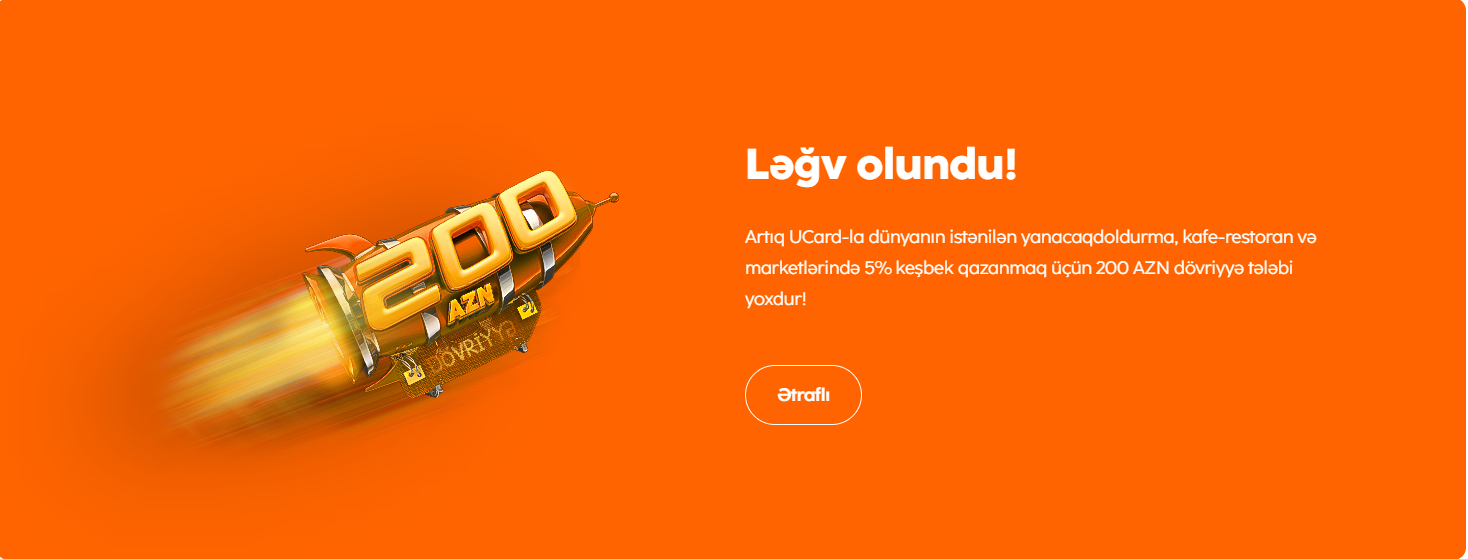 200
AZN
DÖVRİYYƏ
Ləğv olundu!
Artıq UCard-la dünyanın istənilən yanacaqdoldurma, kafe-restoran və
marketlərində 5% keşbek qazanmaq üçün 200 AZN dövriyyə tələbi
yoxdur!
Ətraflı